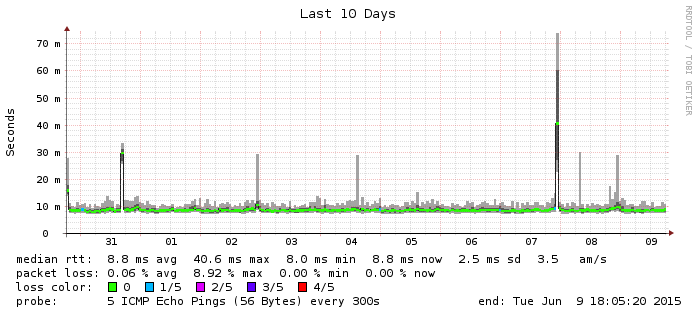 Last 10 Days
RRDTOOL / TOBI OETIKER
Seconds
70 m
60 m
50 m
40 m
30 m
20 m
10 m
0
31 01 02 03 04 05 06 07 08 09
median rtt: 8.8 ms avg 40.6 ms max 8.0 ms min 8.8 ms now 2.5 ms sd 3.5 am/s
packet loss: 0.06 % avg 8.92 % max 0.00 % min 0.00 % now
loss color: 0 1/5 2/5 3/5 4/5
probe: 5 ICMP Echo Pings (56 Bytes) every 300s end: Tue Jun 9 18:05:20 2015